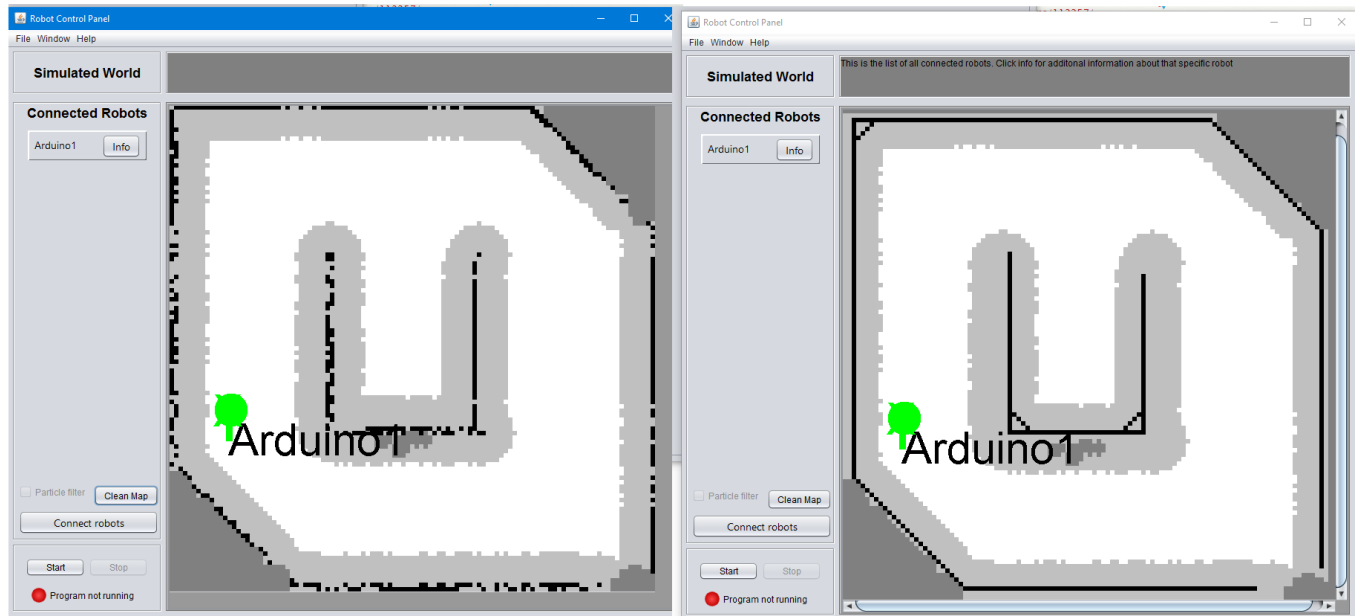 Robot Control Panel
File Window Help
Simulated World
Connected Robots
Arduino1 Info
Arduino1
Particle filter Clean Map
Connect robots
Start Stop
Program not running
Robot Control Panel
File Window Help
Simulated World
This is the list of all connected robots. Click info for additonal information about that specific robot
Connected Robots
Arduino1 Info
Arduino1
Particle filter Clean Map
Connect robots
Start Stop
Program not running